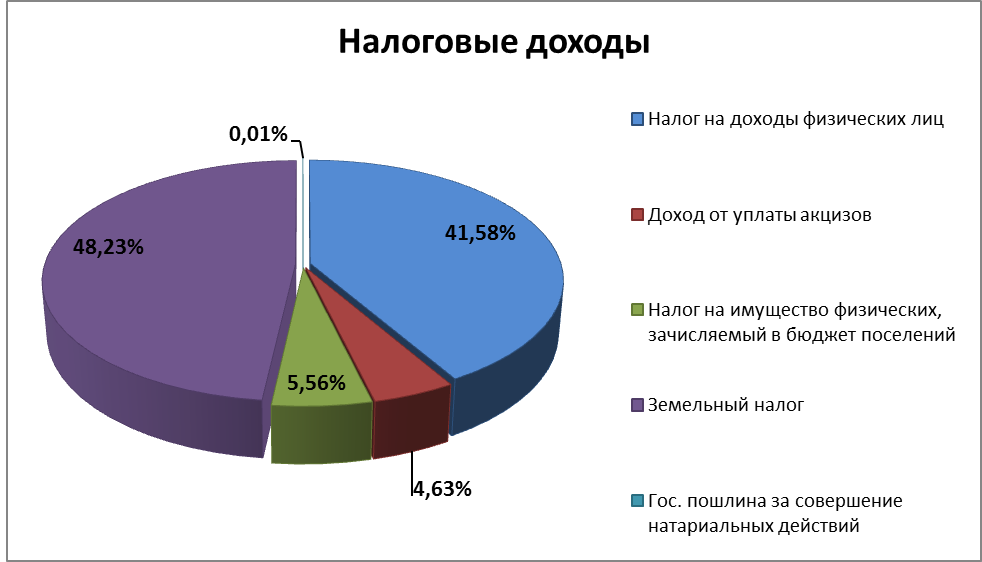 Налоговые доходы
0,01%
41,58%
48,23%
5,56%
4,63%
Налог на доходы физических лиц
Доход от уплаты акцизов
Налог на имущество физических,
зачисляемый в бюджет поселений
Земельный налог
Гос. пошлина за совершение
натариальных действий